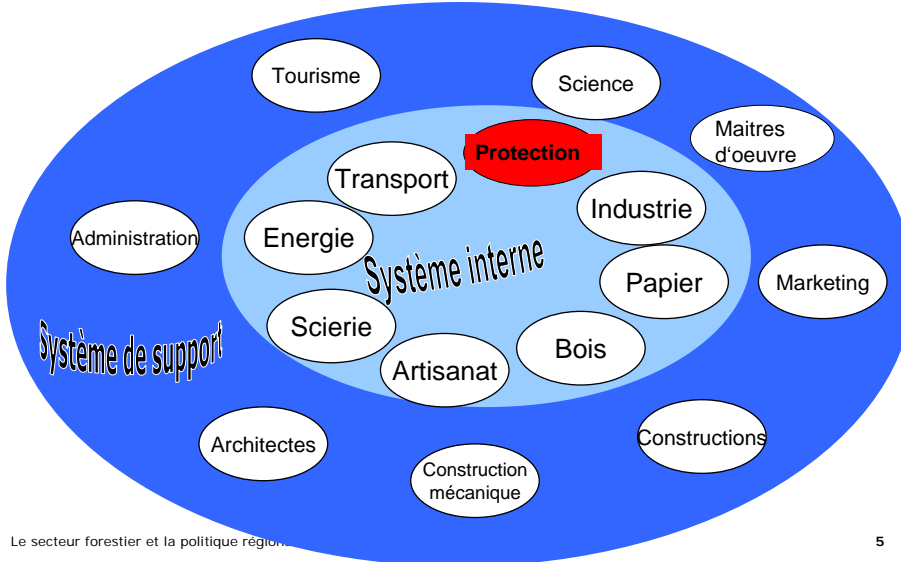 Tourisme
Science
Maitres
d'oeuvre
Protection
Transport
Industrie
Administration
Energie
Système interne
Papier
Marketing
Scierie
Système de support
Bois
Artisanat
Architectes
Constructions
Construction
mécanique
Le secteur forestier et la politique région
5